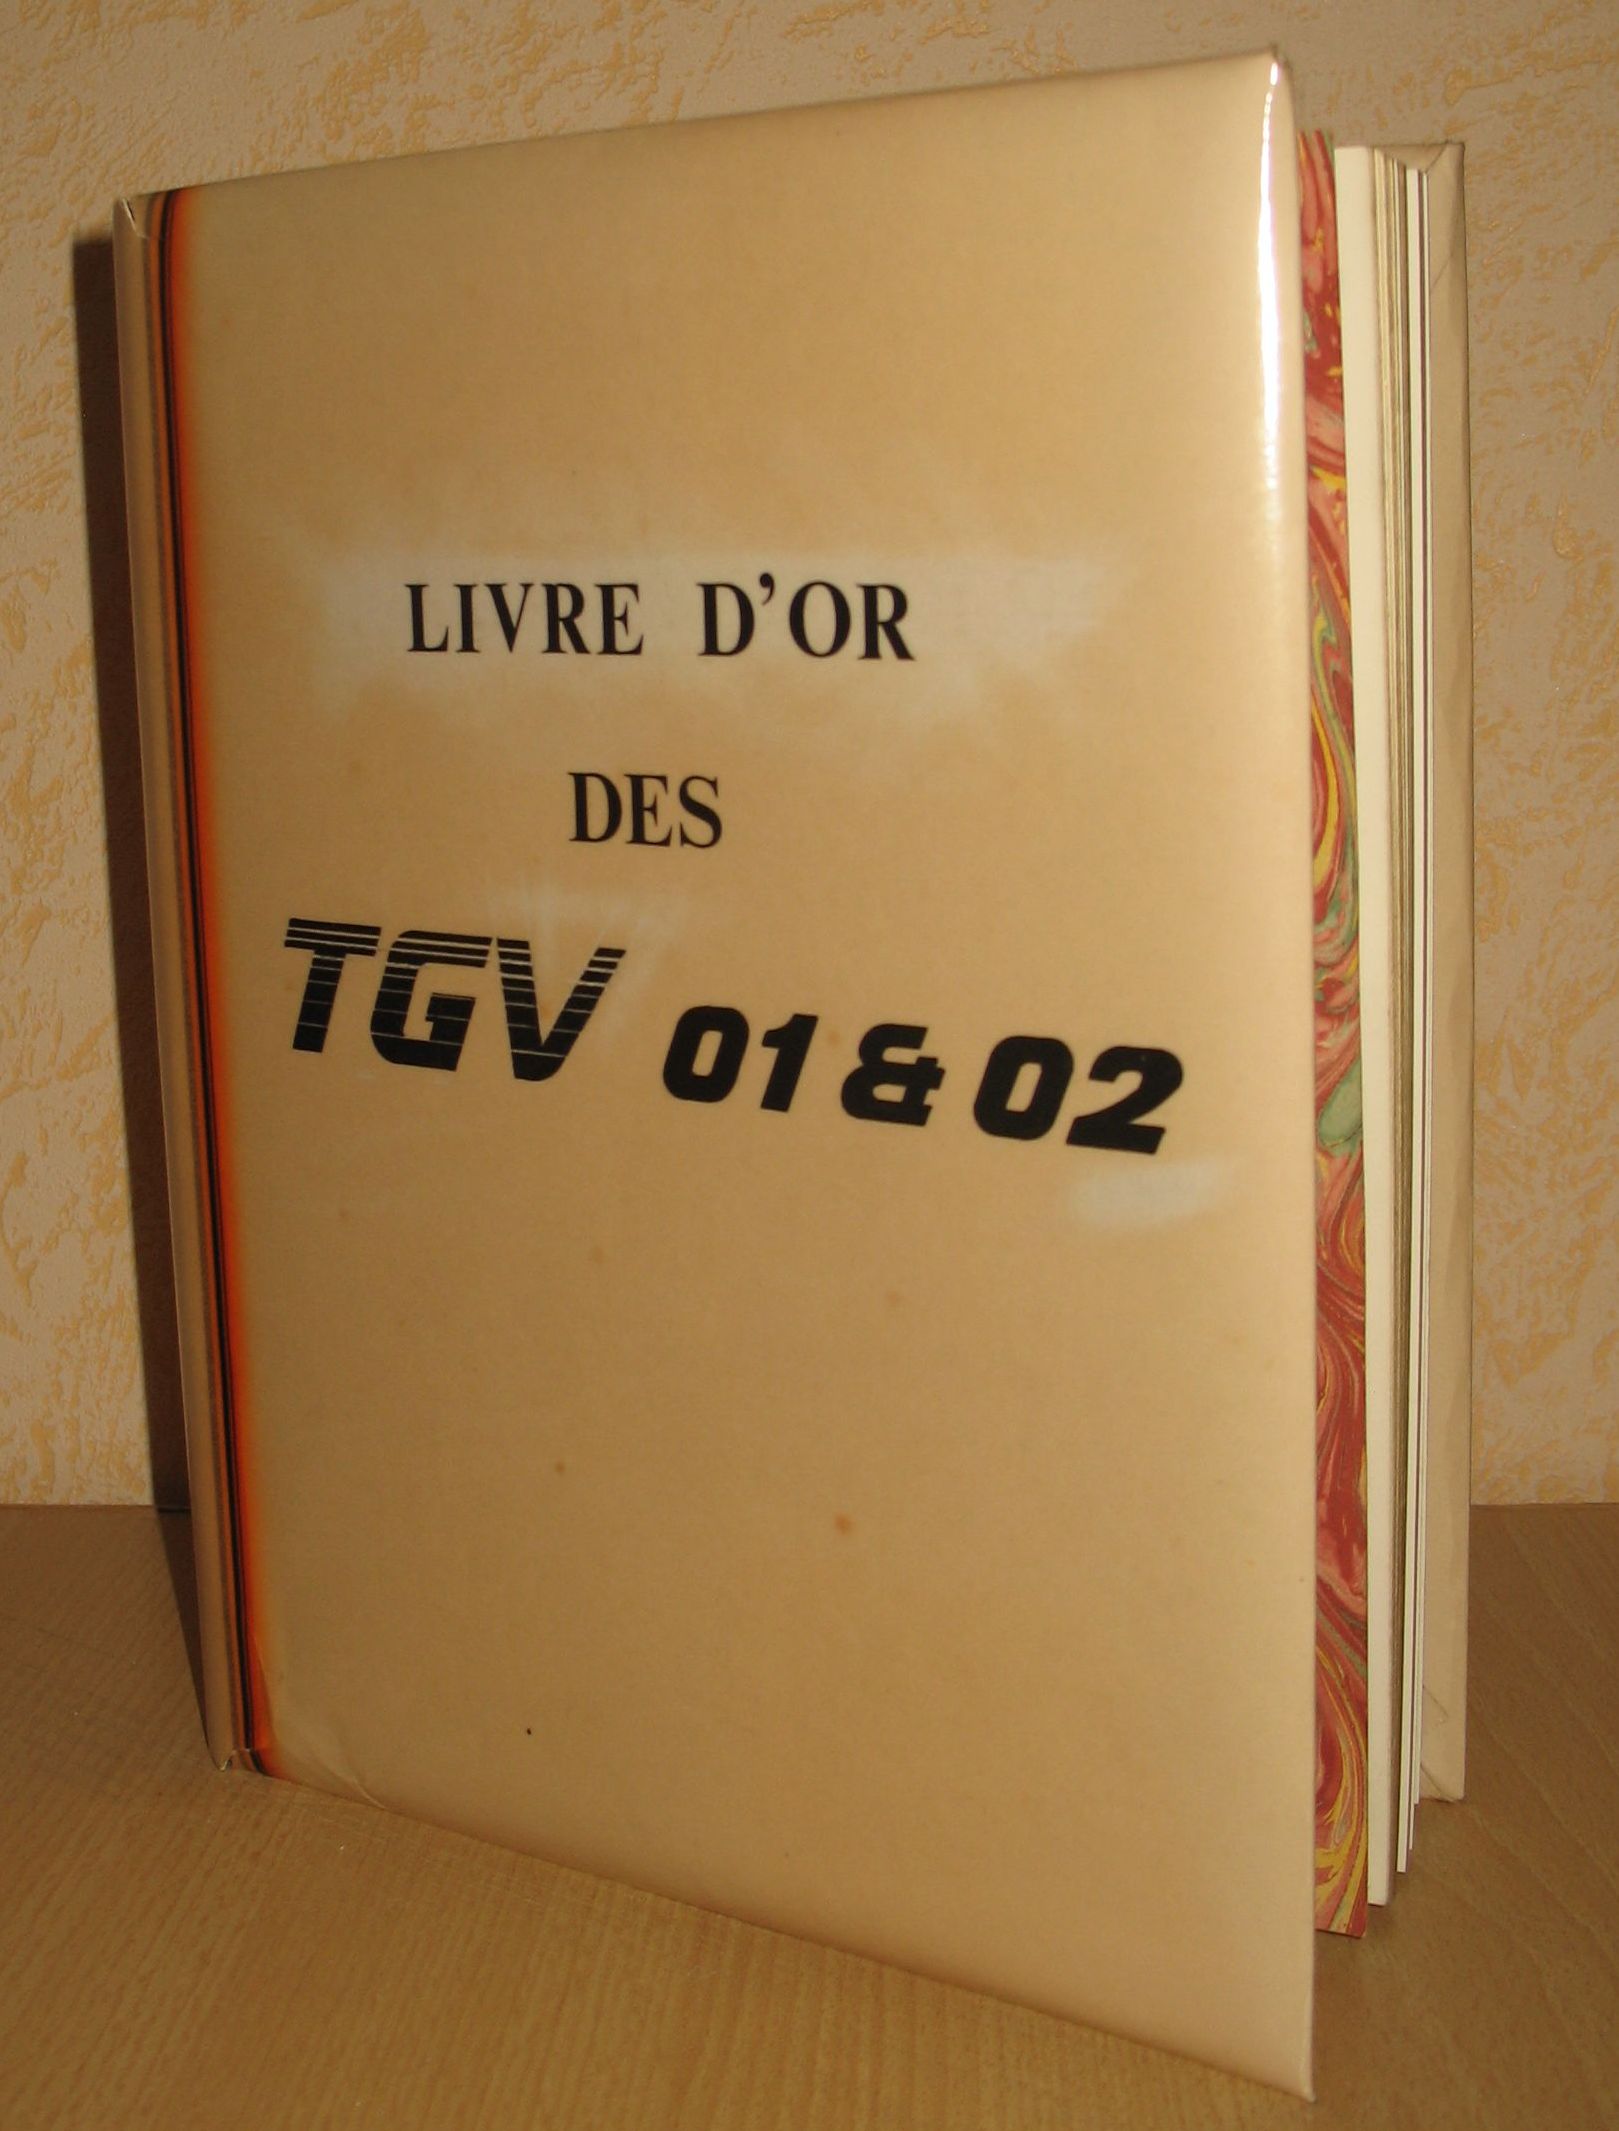 LIVRE D'OR
DES
TGV 01 & 02